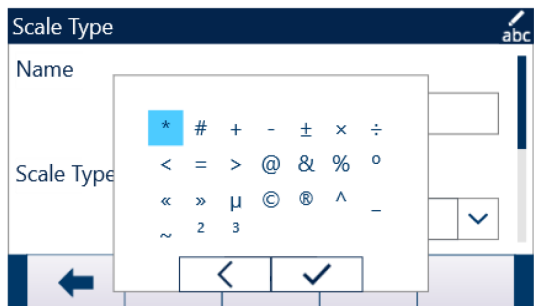 Scale Type
abc
Name
* # + - ± × ÷
Scale Type
< = > @ & % º
« » µ © ® ^ _
~ ² ³